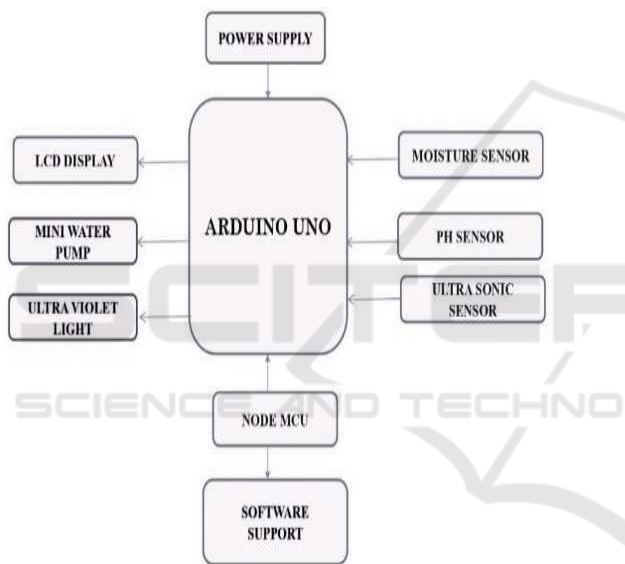 POWER SUPPLY
LCD DISPLAY
MOISTURE SENSOR
ARDUINO UNO
MINI WATER
PUMP
PH SENSOR
ULTRA VIOLET
LIGHT
ULTRA SONIC
SENSOR
SCITEP
SCIENCE AND TECHNO
NODE MCU
SOFTWARE
SUPPORT